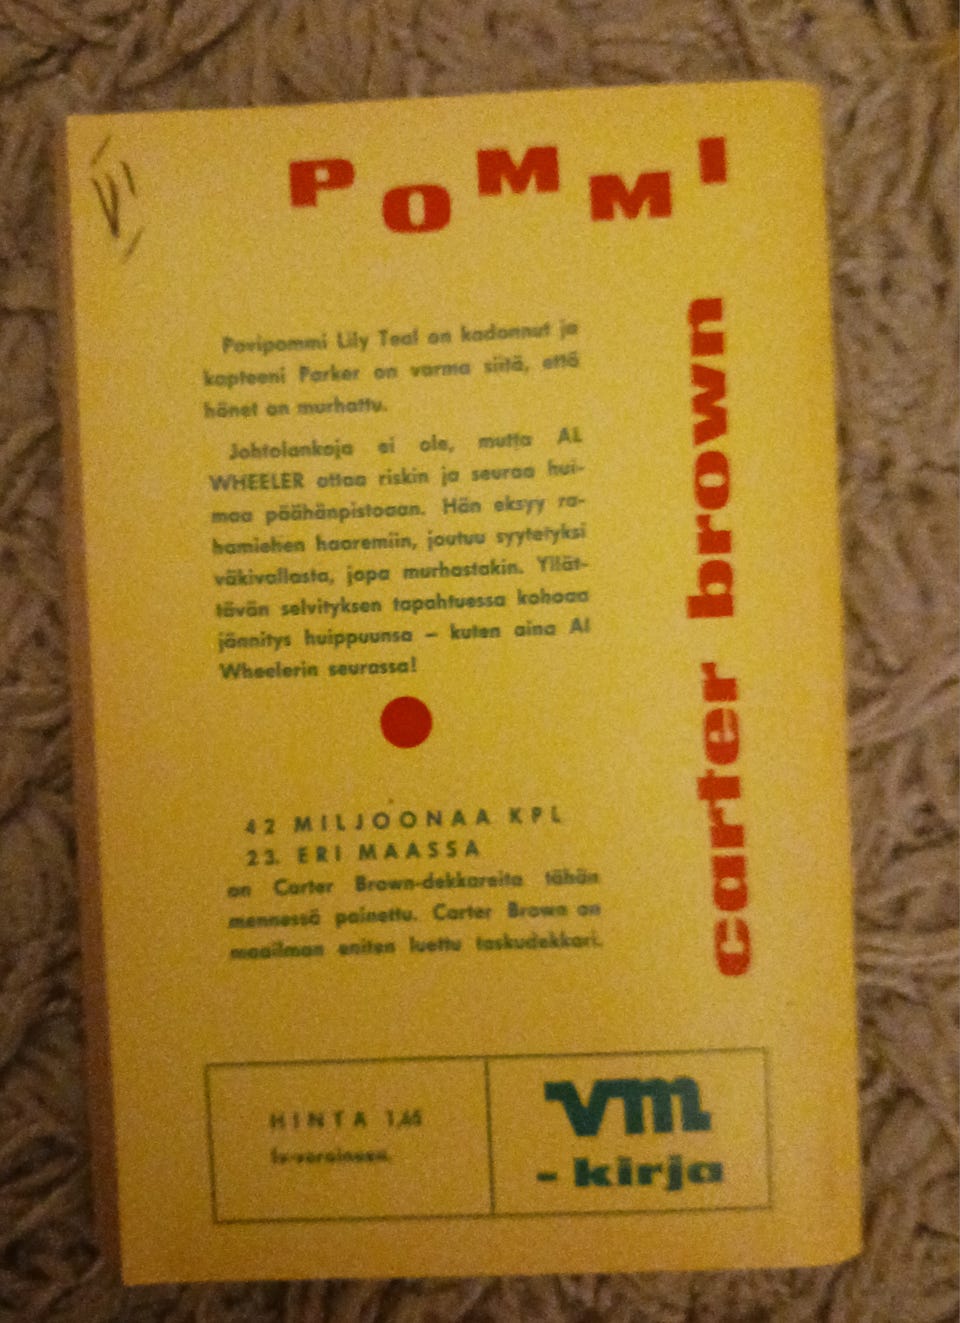 POMMI
carter brown
Povipommi Lily Teal on kadonnut ja
kapteeni Parker on varma siitä, että
hänet on murhattu.
Johtolankoja ei ole, mutta AL
WHEELER ottaa riskin ja seuraa hui-
maa päähänpistoaan. Hän eksyy ra-
hamiehen haaremiin, joutuu syytetyksi
väkivallasta, jopa murhastakin. Yllät-
tävän selvityksen tapahtuessa kohoaa
jännitys huippuunsa – kuten aina Al
Wheelerin seurassa!
42 MILJOONAA KPL
23. ERI MAASSA
on Carter Brown-dekkareita tähän
mennessä painettu. Carter Brown on
maailman eniten luettu taskudekkari.
HINTA 1,65
vm
- kirja